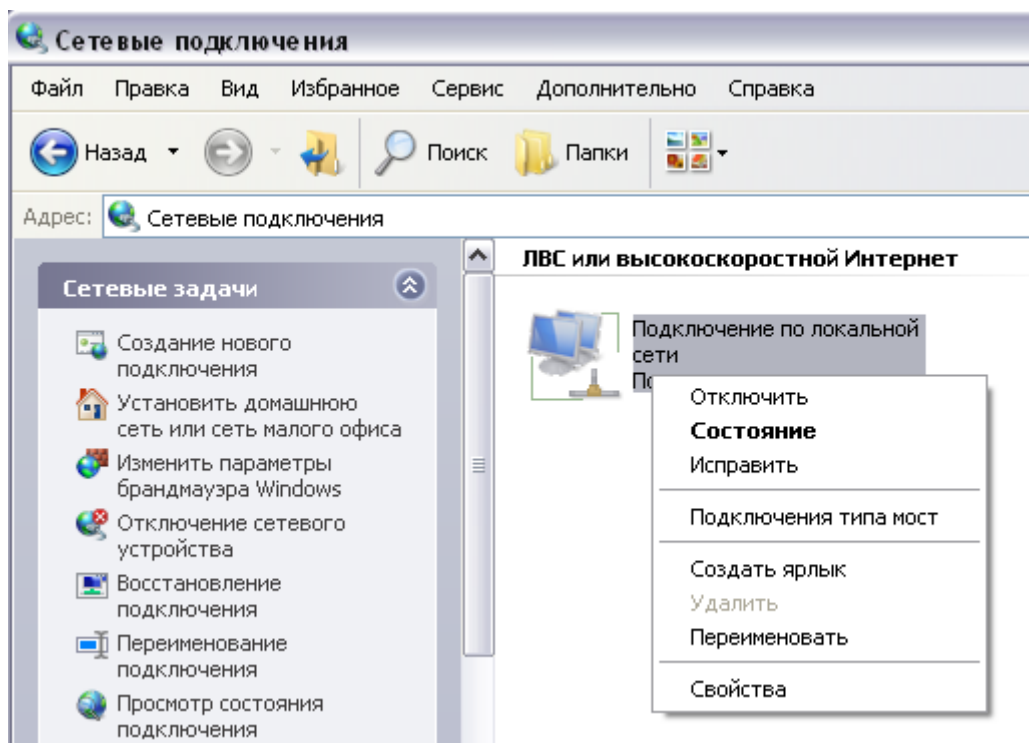 Сетевые подключения
Файл Правка Вид Избранное Сервис Дополнительно Справка
Назад Поиск Папки
Адрес: Сетевые подключения
Сетевые задачи
Создание нового
подключения
Установить домашнюю
сеть или сеть малого офиса
Изменить параметры
брандмауэра Windows
Отключение сетевого
устройства
Восстановление
подключения
Переименование
подключения
Просмотр состояния
подключения
ЛВС или высокоскоростной Интернет
Подключение по локальной
сети
Отключить
Состояние
Исправить
Подключения типа мост
Создать ярлык
Удалить
Переименовать
Свойства